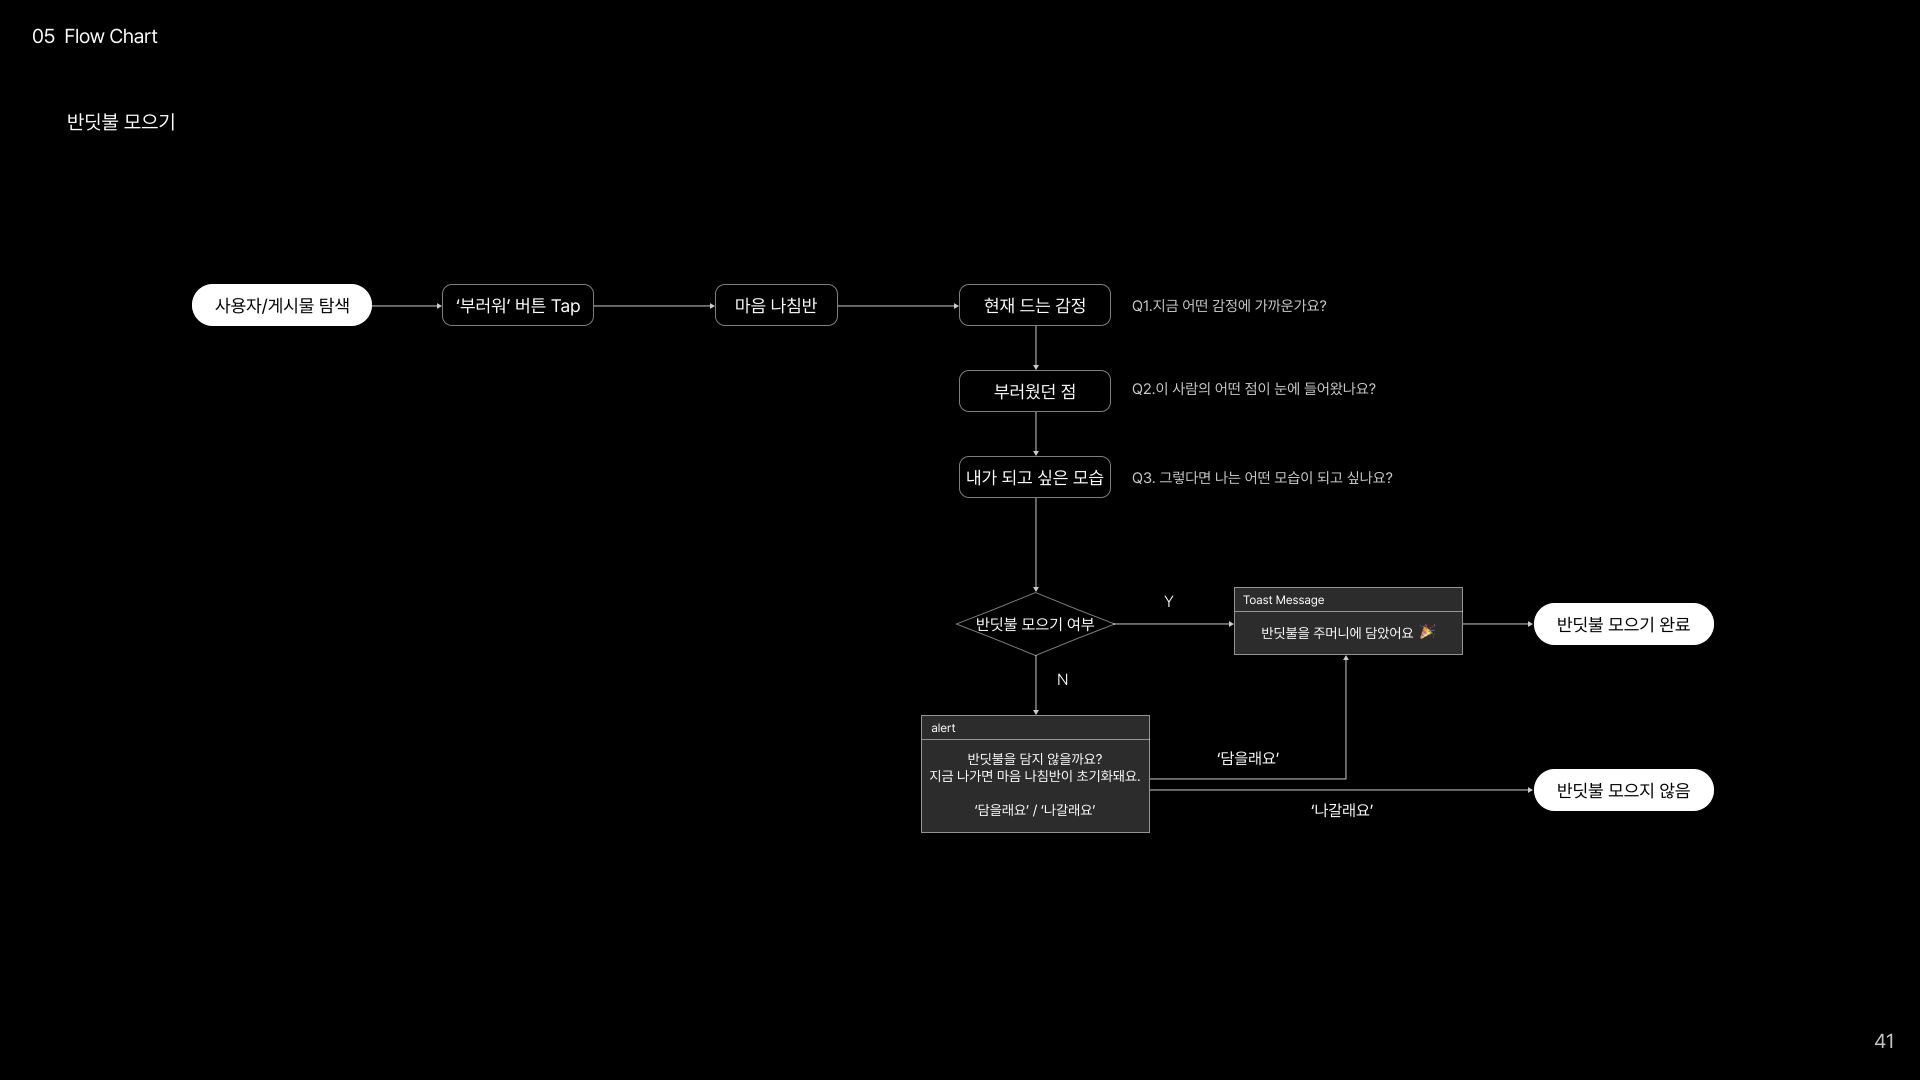 05 Flow Chart
반딧불 모으기
사용자/게시물 탐색
‘부러워’ 버튼 Tap
마음 나침반
현재 드는 감정
Q1.지금 어떤 감정에 가까운가요?
부러웠던 점
Q2.이 사람의 어떤 점이 눈에 들어왔나요?
내가 되고 싶은 모습
Q3. 그렇다면 나는 어떤 모습이 되고 싶나요?
반딧불 모으기 여부
Y
Toast Message
반딧불을 주머니에 담았어요 🎉
반딧불 모으기 완료
N
alert
반딧불을 담지 않을까요?
지금 나가면 마음 나침반이 초기화돼요.
‘담을래요’ / ‘나갈래요’
‘담을래요’
‘나갈래요’
반딧불 모으지 않음
41